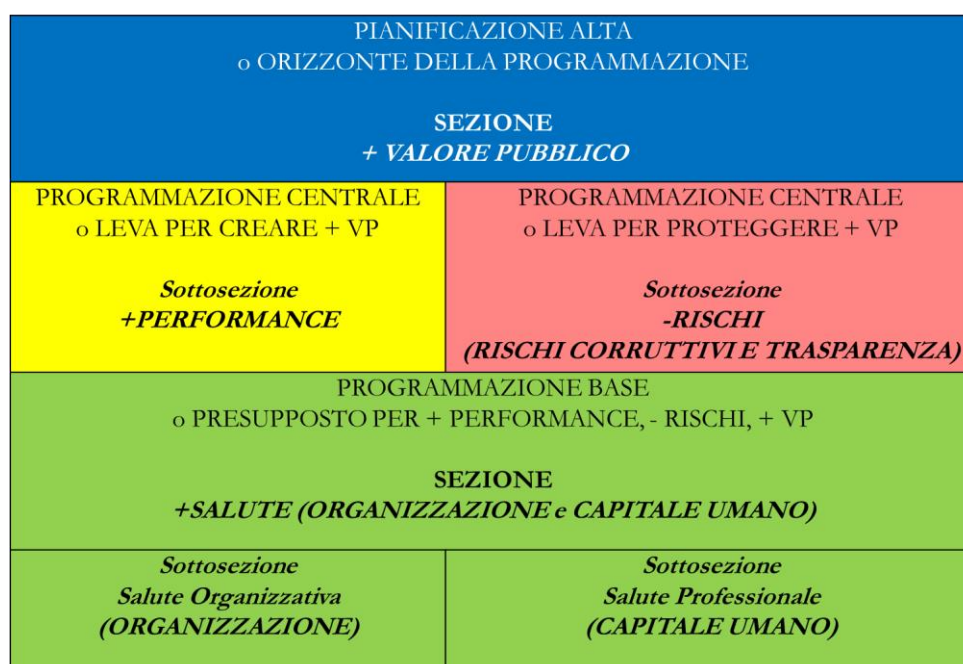 PIANIFICAZIONE ALTA
o ORIZZONTE DELLA PROGRAMMAZIONE
SEZIONE
+ VALORE PUBBLICO
PROGRAMMAZIONE CENTRALE
o LEVA PER CREARE + VP
Sottosezione
+PERFORMANCE
PROGRAMMAZIONE CENTRALE
o LEVA PER PROTEGGERE + VP
Sottosezione
-RISCHI
(RISCHI CORRUTTIVI E TRASPARENZA)
PROGRAMMAZIONE BASE
o PRESUPPOSTO PER + PERFORMANCE, - RISCHI, + VP
SEZIONE
+SALUTE (ORGANIZZAZIONE e CAPITALE UMANO)
Sottosezione
Salute Organizzativa
(ORGANIZZAZIONE)
Sottosezione
Salute Professionale
(CAPITALE UMANO)